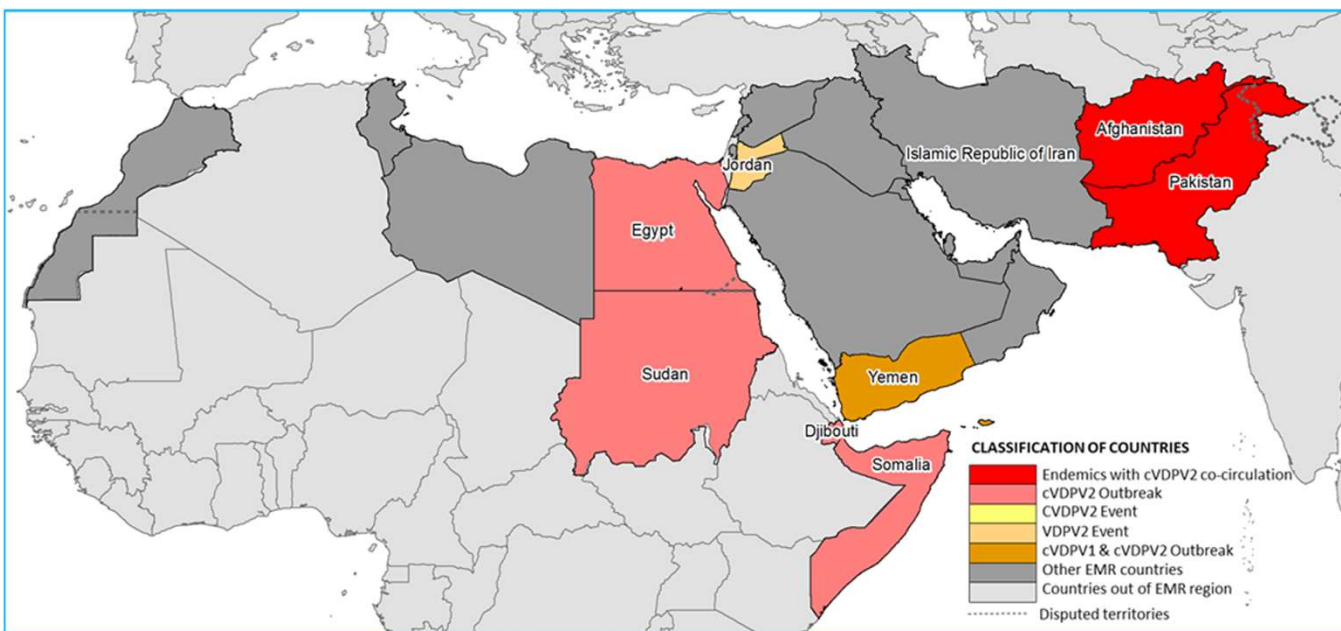 Afghanistan
Islamic Republic of Iran
Jordan
Pakistan
Egypt
Sudan
Yemen
Djibouti
Somalia
CLASSIFICATION OF COUNTRIES
Endemics with cVDPV2 co-circulation
cVDPV2 Outbreak
CVDPV2 Event
VDPV2 Event
cVDPV1 & cVDPV2 Outbreak
Other EMR countries
Countries out of EMR region
Disputed territories